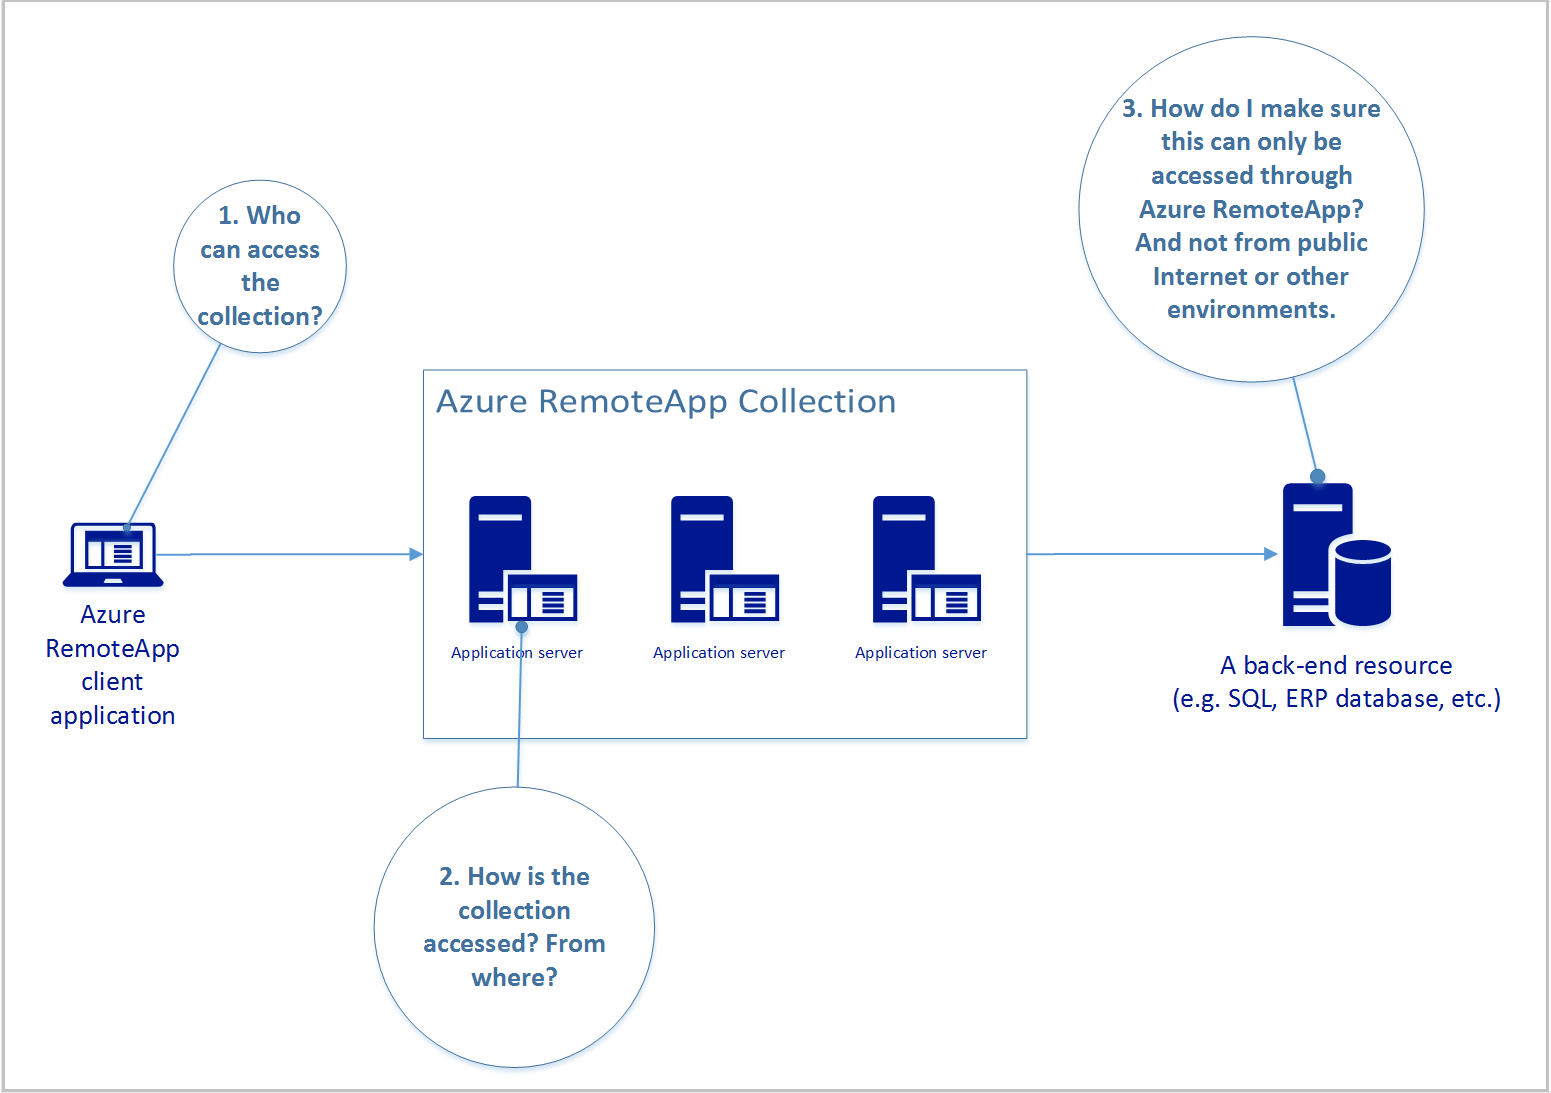 1. Who
can access
the
collection?
3. How do I make sure
this can only be
accessed through
Azure RemoteApp?
And not from public
Internet or other
environments.
Azure RemoteApp Collection
Application server
Application server
Application server
Azure
RemoteApp
client
application
A back-end resource
(e.g. SQL, ERP database, etc.)
2. How is the
collection
accessed? From
where?